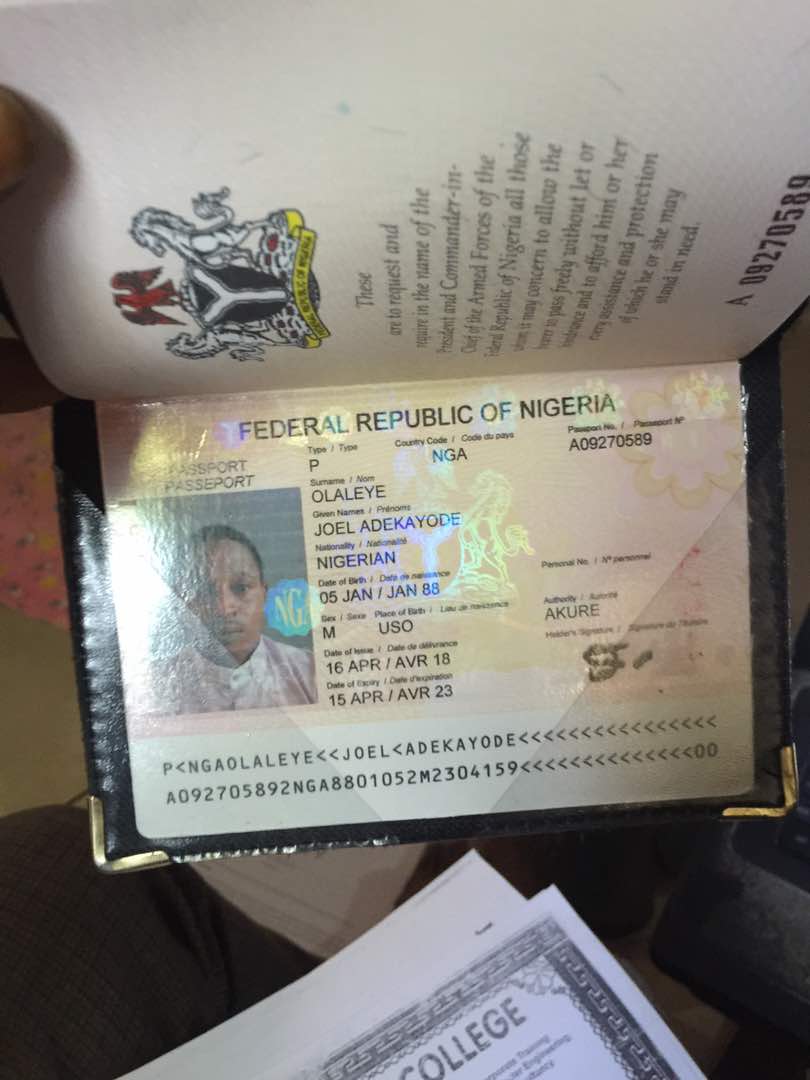 These
are to request and
require in the name of the
President and Commander-in-
Chief of the Armed Forces of the
Federal Republic of Nigeria all those
whom it may concern to allow the
bearer to pass freely without let or
hindrance and to afford him or her
every assistance and protection
of which he or she may
stand in need.
A 09270589
FEDERAL REPUBLIC OF NIGERIA
PASSPORT
PASSEPORT
Type / Type
Country Code / Code du pays
Passport No. / Passeport Nº
P
NGA
A09270589
Surname / Nom
OLALEYE
Given Names / Prénoms
JOEL ADEKAYODE
Nationality / Nationalité
NIGERIAN
Date of Birth / Date de naissance
Personal No. / Nº personnel
05 JAN / JAN 88
Sex / Sexe
Place of Birth / Lieu de naissance
Authority / Autorité
M
USO
AKURE
Date of Issue / Date de délivrance
Holder's Signature / Signature du Titulaire
16 APR / AVR 18
Date of Expiry / Date d'expiration
15 APR / AVR 23
NGA
P<NGAOLALEYE<<JOEL<ADEKAYODE<<<<<<<<<<<<<<<<
A092705892NGA8801052M2304159<<<<<<<<<<<<<<00
COLLEGE